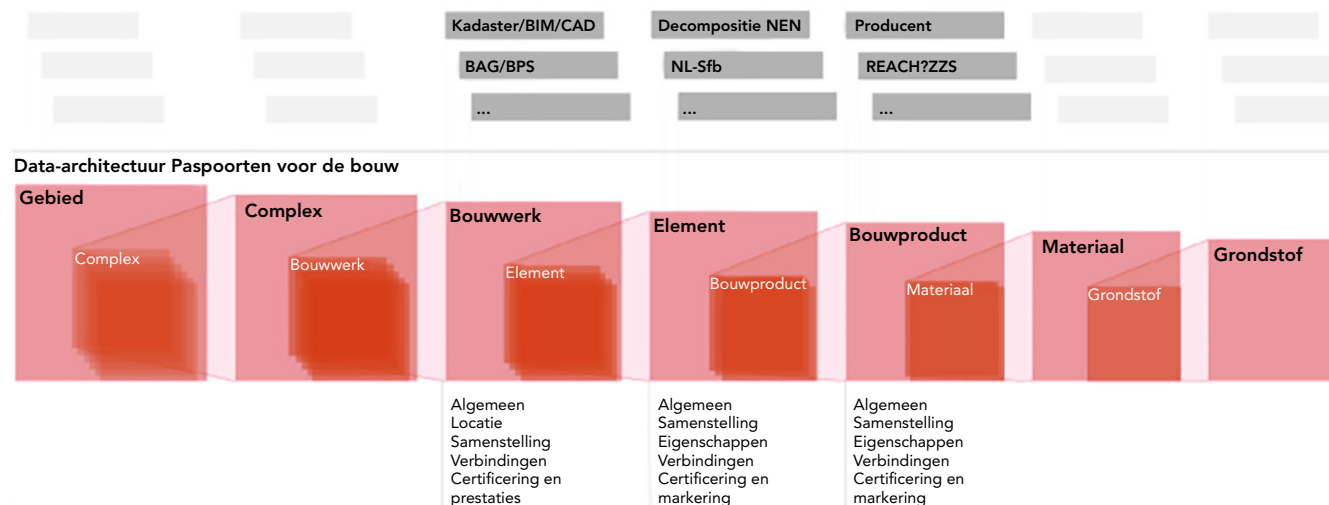 Kadaster/BIM/CAD
Decompositie NEN
Producent
BAG/BPS
NL-Sfb
REACH?ZZS
...
...
...
Data-architectuur Paspoorten voor de bouw
Gebied
Complex
Bouwwerk
Element
Bouwproduct
Materiaal
Grondstof
Complex
Bouwwerk
Element
Bouwproduct
Materiaal
Grondstof
Algemeen
Locatie
Samenstelling
Verbindingen
Certificering en
prestaties
Algemeen
Samenstelling
Eigenschappen
Verbindingen
Certificering en
markering
Algemeen
Samenstelling
Eigenschappen
Verbindingen
Certificering en
markering